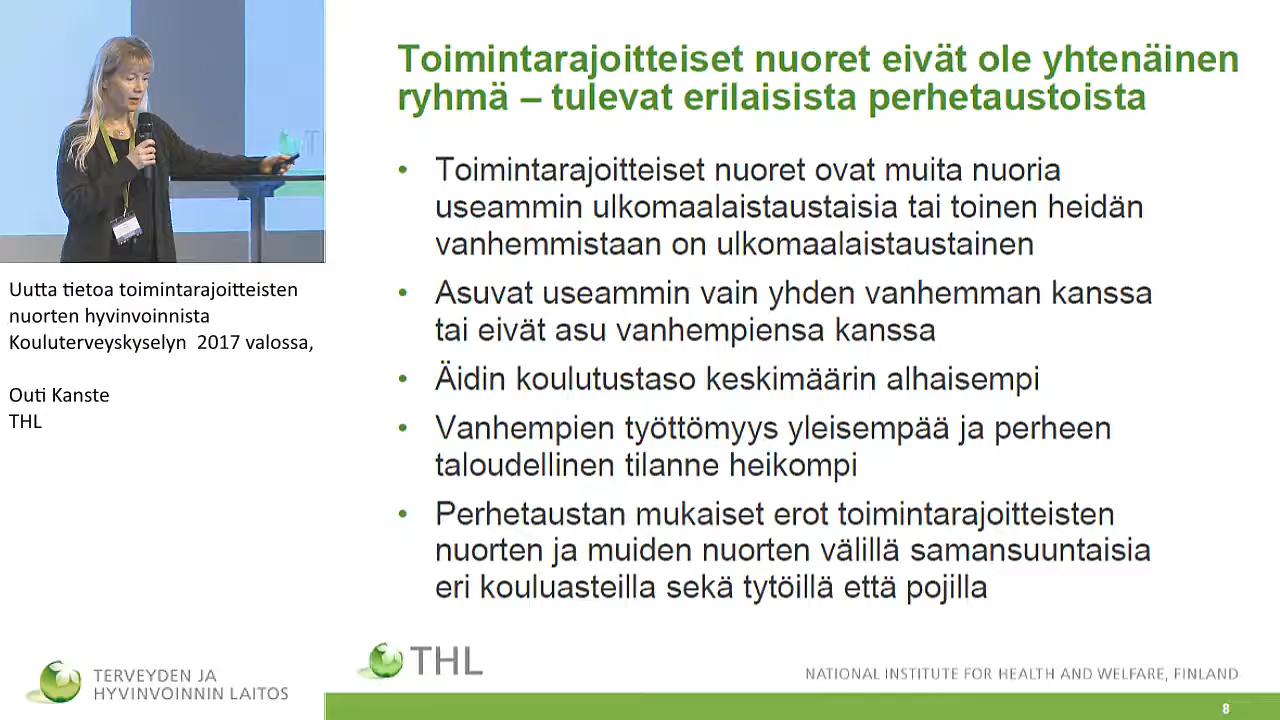 Toimintarajoitteiset nuoret eivät ole yhtenäinen
ryhmä – tulevat erilaisista perhetaustoista
• Toimintarajoitteiset nuoret ovat muita nuoria
useammin ulkomaalaistaustaisia tai toinen heidän
vanhemmistaan on ulkomaalaistaustainen
• Asuvat useammin vain yhden vanhemman kanssa
tai eivät asu vanhempiensa kanssa
• Äidin koulutustaso keskimäärin alhaisempi
• Vanhempien työttömyys yleisempää ja perheen
taloudellinen tilanne heikompi
• Perhetaustan mukaiset erot toimintarajoitteisten
nuorten ja muiden nuorten välillä samansuuntaisia
eri kouluasteilla sekä tytöillä että pojilla
Uutta tietoa toimintarajoitteisten
nuorten hyvinvoinnista
Kouluterveyskyselyn 2017 valossa,
Outi Kanste
THL
TERVEYDEN JA
HYVINVOINNIN LAITOS
THL
NATIONAL INSTITUTE FOR HEALTH AND WELFARE, FINLAND
8